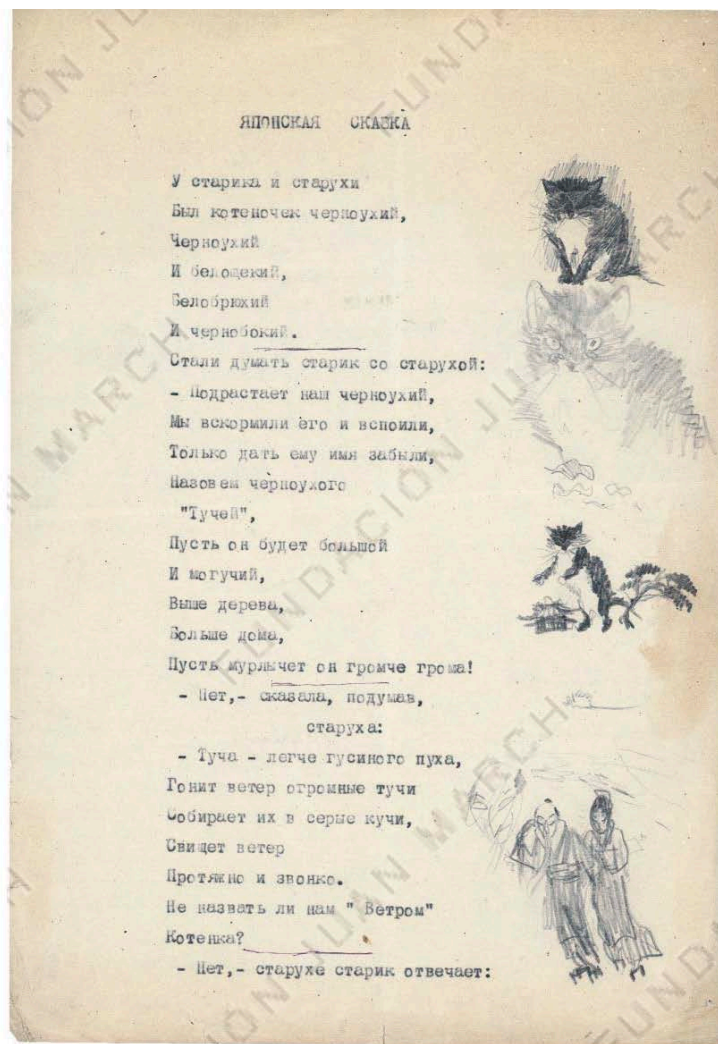 ЯПОНСКАЯ СКАЗКА
У старика и старухи
Был котеночек черноухий,
Черноухий
И белощекий,
Белобрюхий
И чернобокий.
Стали думать старик со старухой:
- Подрастает наш черноухий,
Мы вскормили его и вспоили,
Только дать ему имя забыли,
Назовем черноухого
"Тучей",
Пусть он будет большой
И могучий,
Выше дерева,
Больше дома,
Пусть мурлычет он громче грома!
- Нет,- сказала, подумав,
старуха:
- Туча - легче гусиного пуха,
Гонит ветер огромные тучи
Собирает их в серые кучи,
Свищет ветер
Протяжно и звонко.
Не назвать ли нам " Ветром"
Котенка?
- Нет,- старухе старик отвечает:
FUNDACIÓN JUAN MARCH